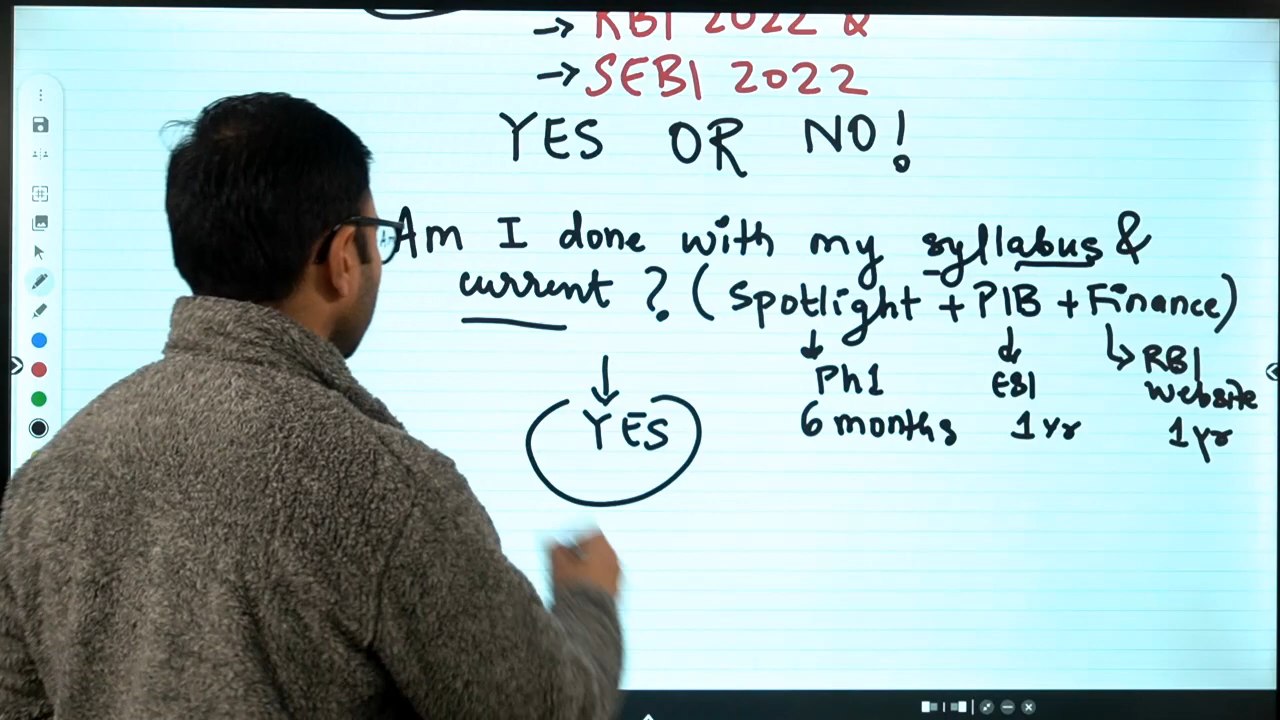 → RBI 2022 &
→ SEBI 2022
YES OR NO!
Am I done with my syllabus &
current ? ( Spotlight + PIB + Finance)
Ph1
6 months
ESI
1 yr
RBI
website
1 yr
YES